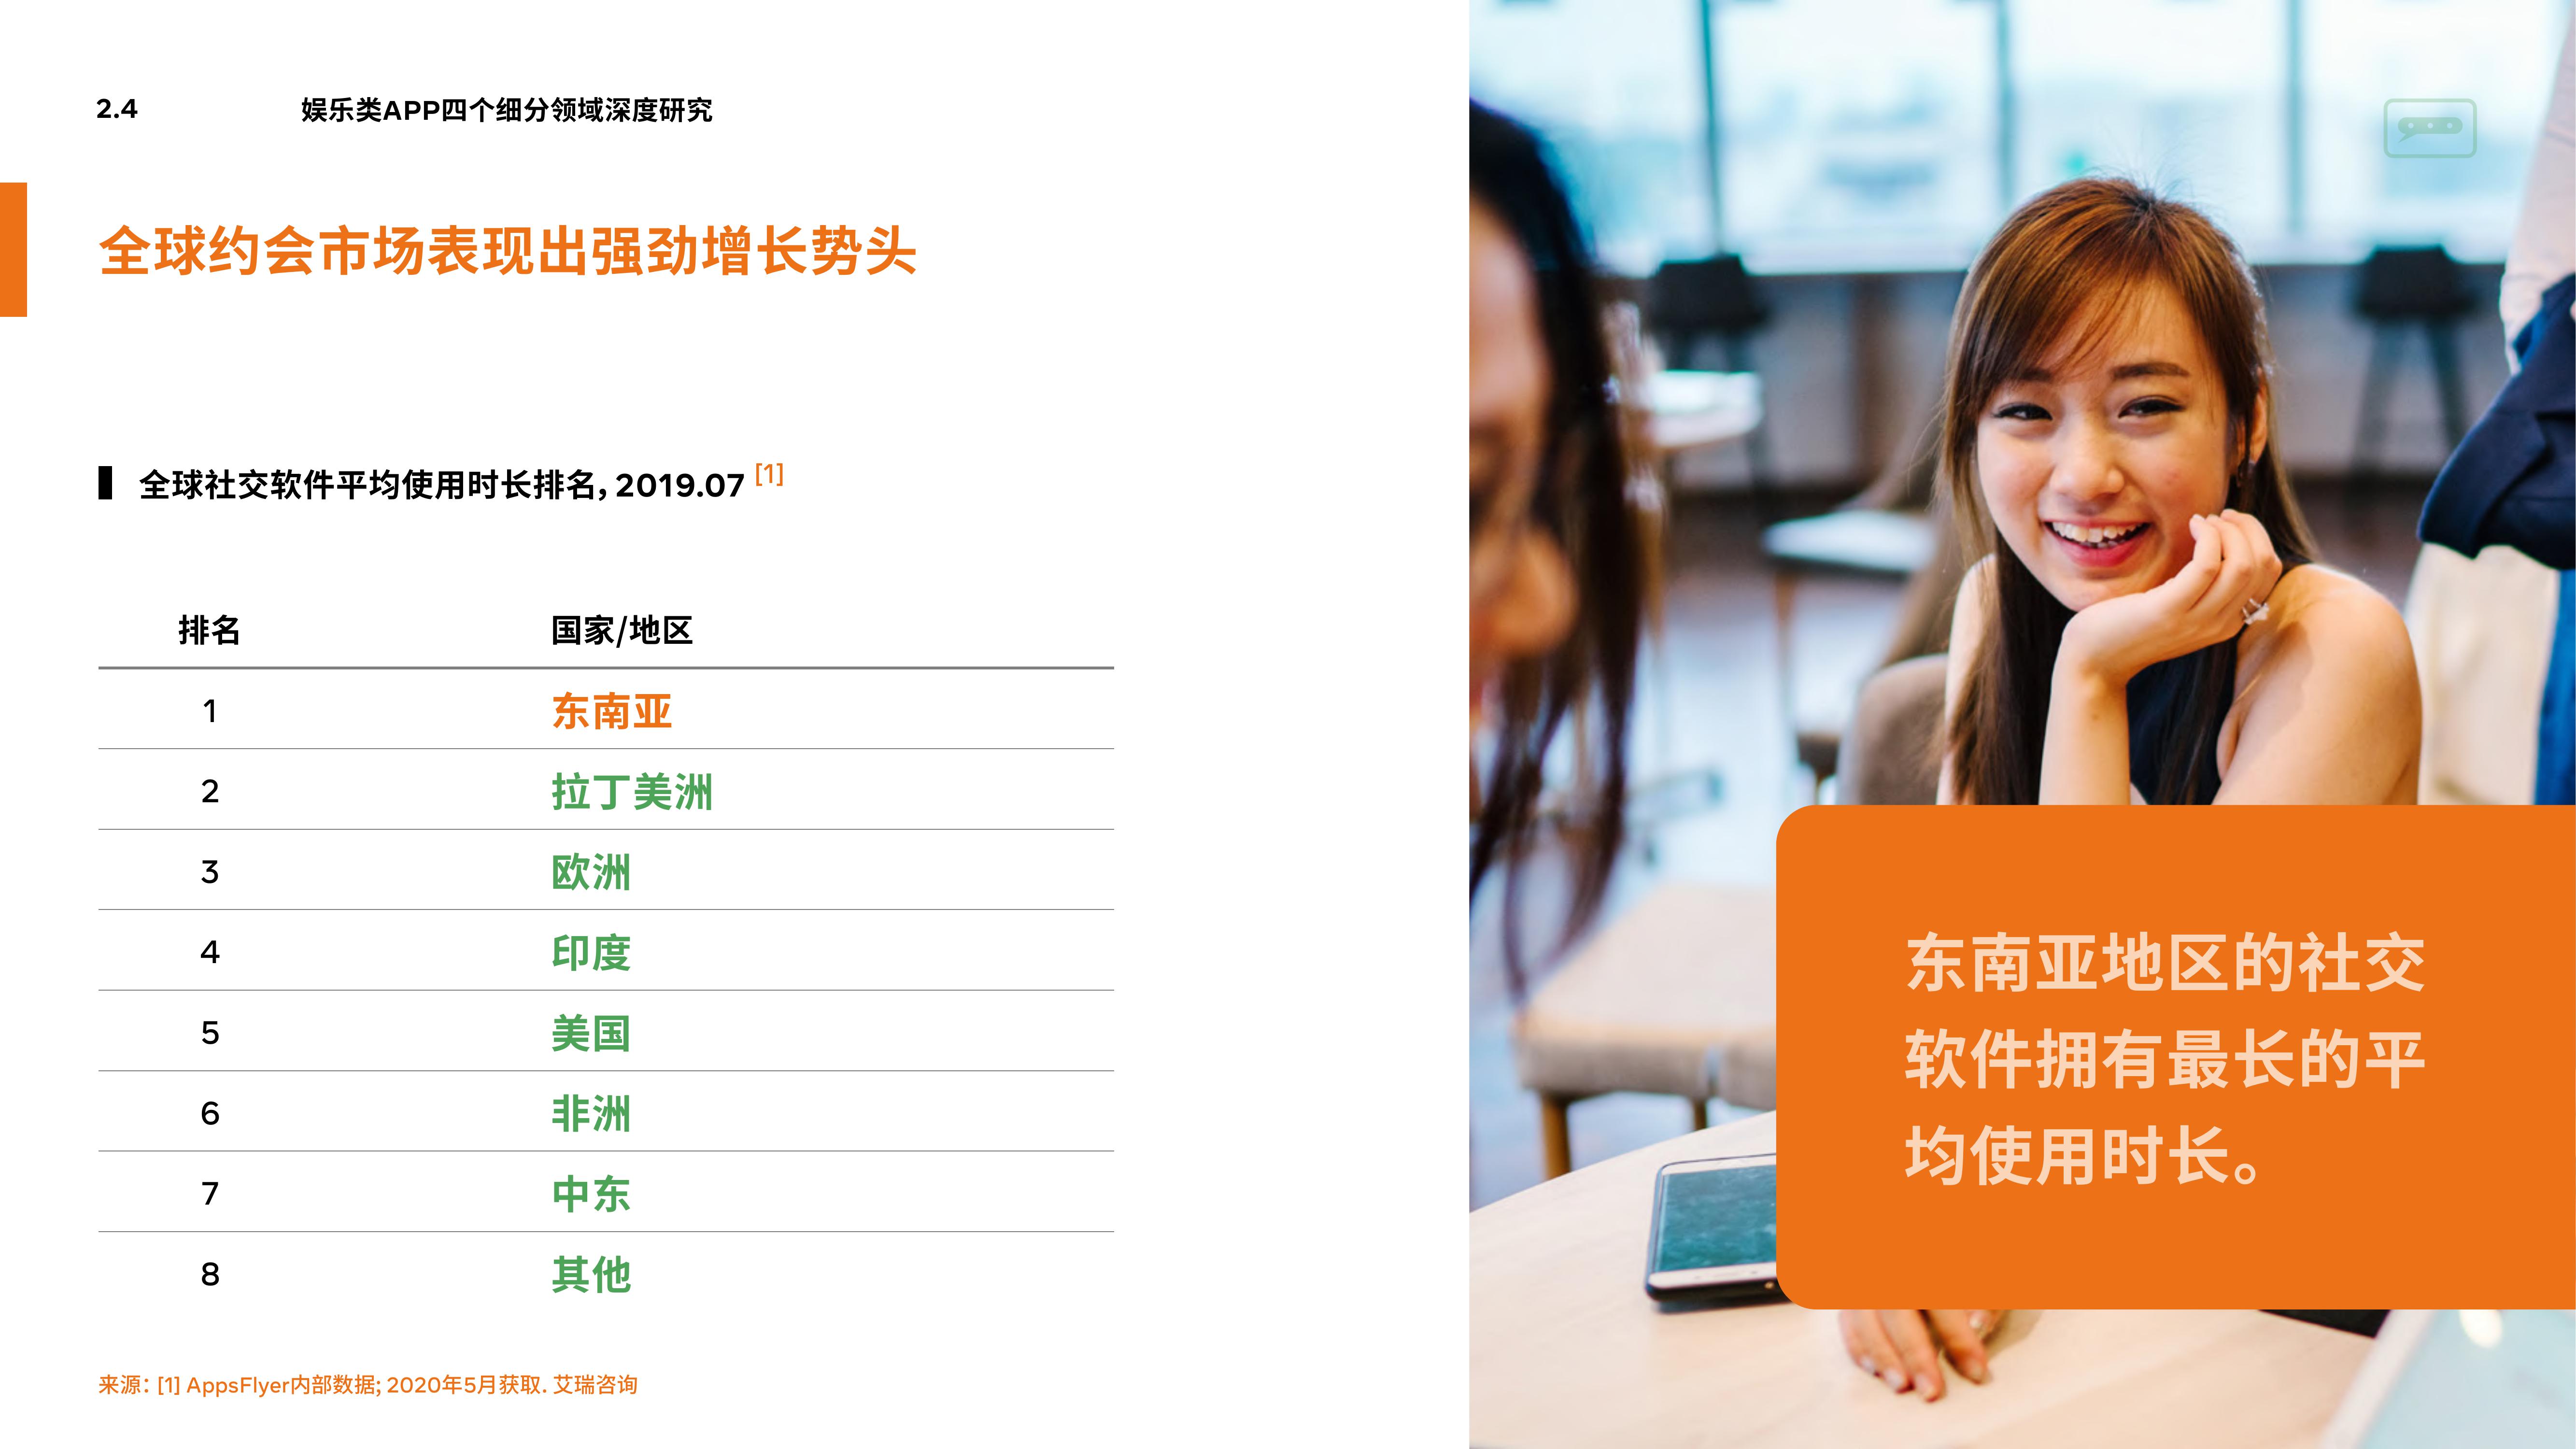 2.4 娱乐类APP四个细分领域深度研究
全球约会市场表现出强劲增长势头
全球社交软件平均使用时长排名, 2019.07 [1]
排名 国家/地区
1 东南亚
2 拉丁美洲
3 欧洲
4 印度
5 美国
6 非洲
7 中东
8 其他
来源: [1] AppsFlyer内部数据; 2020年5月获取. 艾瑞咨询
东南亚地区的社交
软件拥有最长的平
均使用时长。